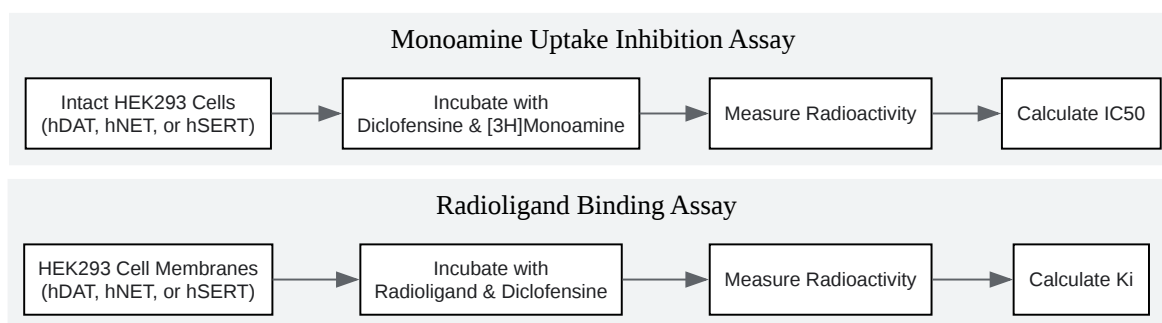 Monoamine Uptake Inhibition Assay
Intact HEK293 Cells
(hDAT, hNET, or hSERT)
Incubate with
Diclofensine & [3H]Monoamine
Measure Radioactivity
Calculate IC50
Radioligand Binding Assay
HEK293 Cell Membranes
(hDAT, hNET, or hSERT)
Incubate with
Radioligand & Diclofensine
Measure Radioactivity
Calculate Ki